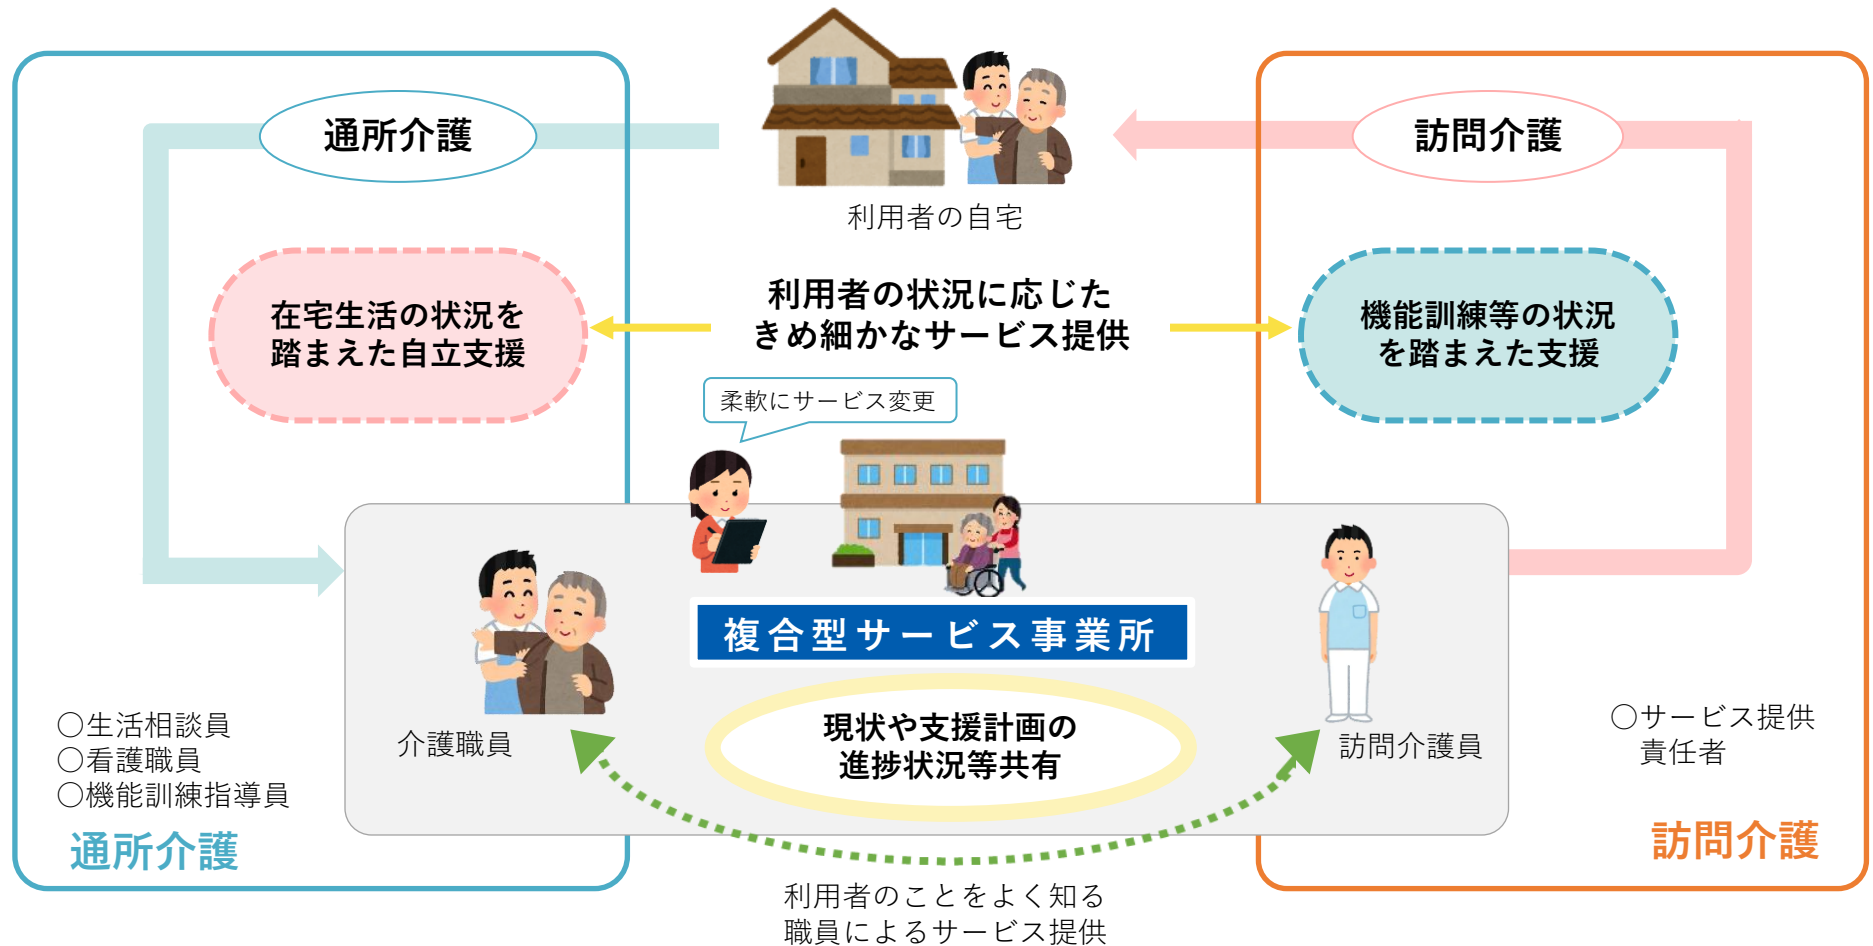 通所介護
訪問介護
利用者の自宅
在宅生活の状況を
踏まえた自立支援
利用者の状況に応じた
きめ細かなサービス提供
機能訓練等の状況
を踏まえた支援
柔軟にサービス変更
複合型サービス事業所
現状や支援計画の
進捗状況等共有
介護職員
訪問介護員
〇生活相談員
〇看護職員
〇機能訓練指導員
通所介護
〇サービス提供
責任者
訪問介護
利用者のことをよく知る
職員によるサービス提供